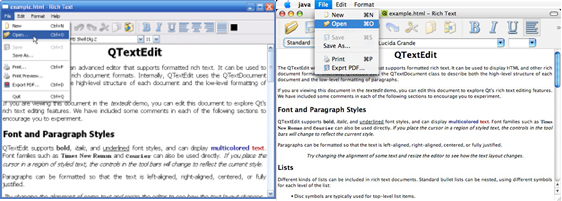 example.html - Rich Text
File Edit Format Help
New Ctrl+N
Open... Ctrl+O
Save Ctrl+S
Save As...
Print... Ctrl+P
Print Preview...
Export PDF... Ctrl+D
Quit Ctrl+Q
QTextEdit
an advanced editor that supports formatted rich text. It can be used to
rich document formats. Internally, QTextEdit uses the QTextDocument
the high-level structure of each document and the low-level formatting of
If you are viewing this document in the textedit demo, you can edit this document to explore Qt's
rich text editing features. We have included some comments in each of the following sections to
encourage you to experiment.
Font and Paragraph Styles
QTextEdit supports bold, italic, and underlined font styles, and can display multicolored text.
Font families such as Times New Roman and Courier can also be used directly. If you place the
cursor in a region of styled text, the controls in the tool bar will change to reflect the current style.
Paragraphs can be formatted so that the text is left-aligned, right-aligned, centered, or fully
justified.
Try changing the alignment of some text and resize the editor to see how the text layout changes.
java File Edit Format
example.html - Rich Text
New ⌘N
Open ⌘O
Save ⌘S
Save As...
Print ⌘P
Export PDF... ⌘D
Standard
Lucida Grande
QTextEdit
The QTextEdit
that supports formatted rich text. It can be used to display HTML and other rich
document formats.
the QTextDocument class to describe both the high-level structure of each
document and the low-level formatting of paragraphs.
If you are viewing this document in the textedit demo, you can edit this document to explore Qt's rich text editing features.
We have included some comments in each of the following sections to encourage you to experiment.
Font and Paragraph Styles
QTextEdit supports bold, italic, and underlined font styles, and can display multicolored text. Font families such as Times
New Roman and Courier can also be used directly. If you place the cursor in a region of styled text, the controls in the tool
bar will change to reflect the current style.
Paragraphs can be formatted so that the text is left-aligned, right-aligned, centered, or fully justified.
Try changing the alignment of some text and resize the editor to see how the text layout changes.
Lists
Different kinds of lists can be included in rich text documents. Standard bullet lists can be nested, using different symbols
for each level of the list:
• Disc symbols are typically used for top-level list items.